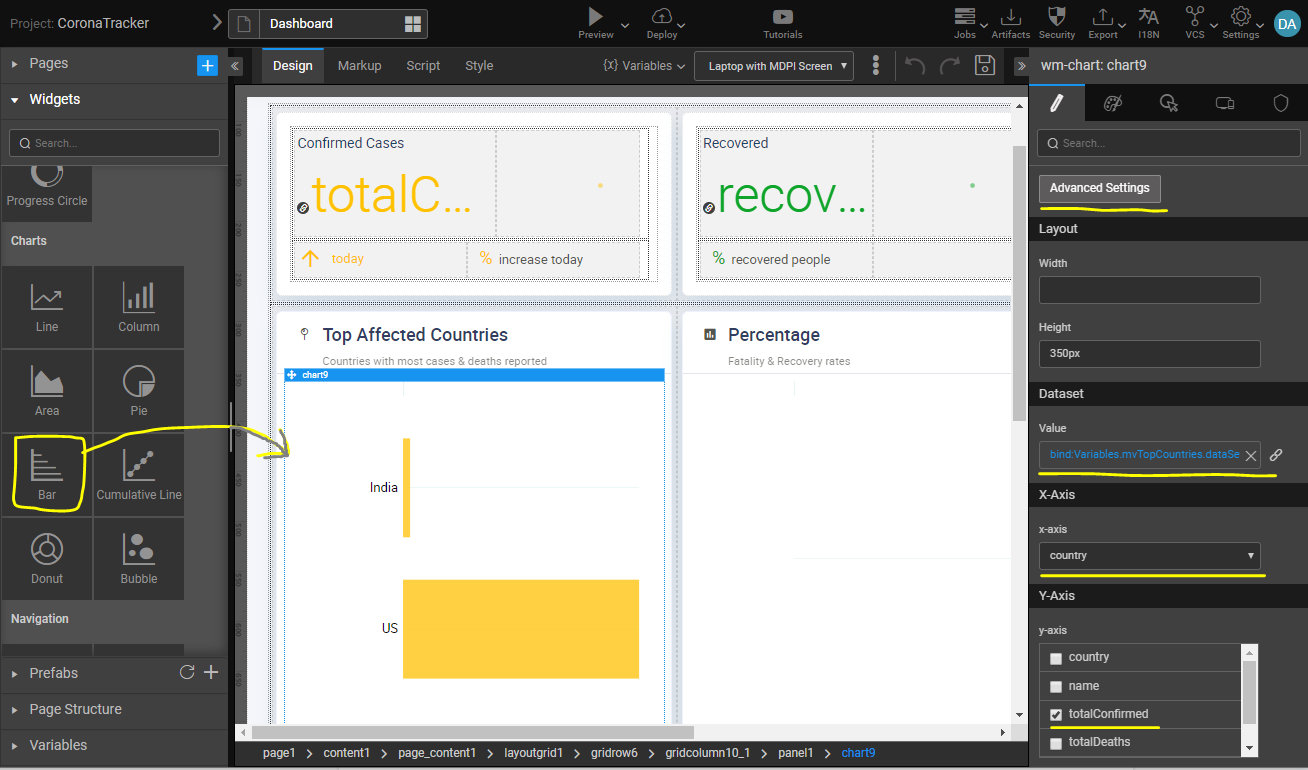 Project: CoronaTracker
Dashboard
Preview
Deploy
Tutorials
Jobs
Artifacts
Security
Export
I18N
VCS
Settings
DA
Pages
Widgets
Search...
Progress Circle
Charts
Line
Column
Area
Pie
Bar
Cumulative Line
Donut
Bubble
Navigation
Prefabs
Page Structure
Variables
Design
Markup
Script
Style
{x} Variables
Laptop with MDPI Screen
Confirmed Cases
totalC...
today
% increase today
Recovered
recov...
% recovered people
Top Affected Countries
Countries with most cases & deaths reported
chart9
India
US
Percentage
Fatality & Recovery rates
page1 > content1 > page_content1 > layoutgrid1 > gridrow6 > gridcolumn10_1 > panel1 > chart9
wm-chart: chart9
Search...
Advanced Settings
Layout
Width
Height
350px
Dataset
Value
bind:Variables.mvTopCountries.dataSe
X-Axis
x-axis
country
Y-Axis
y-axis
country
name
totalConfirmed
totalDeaths